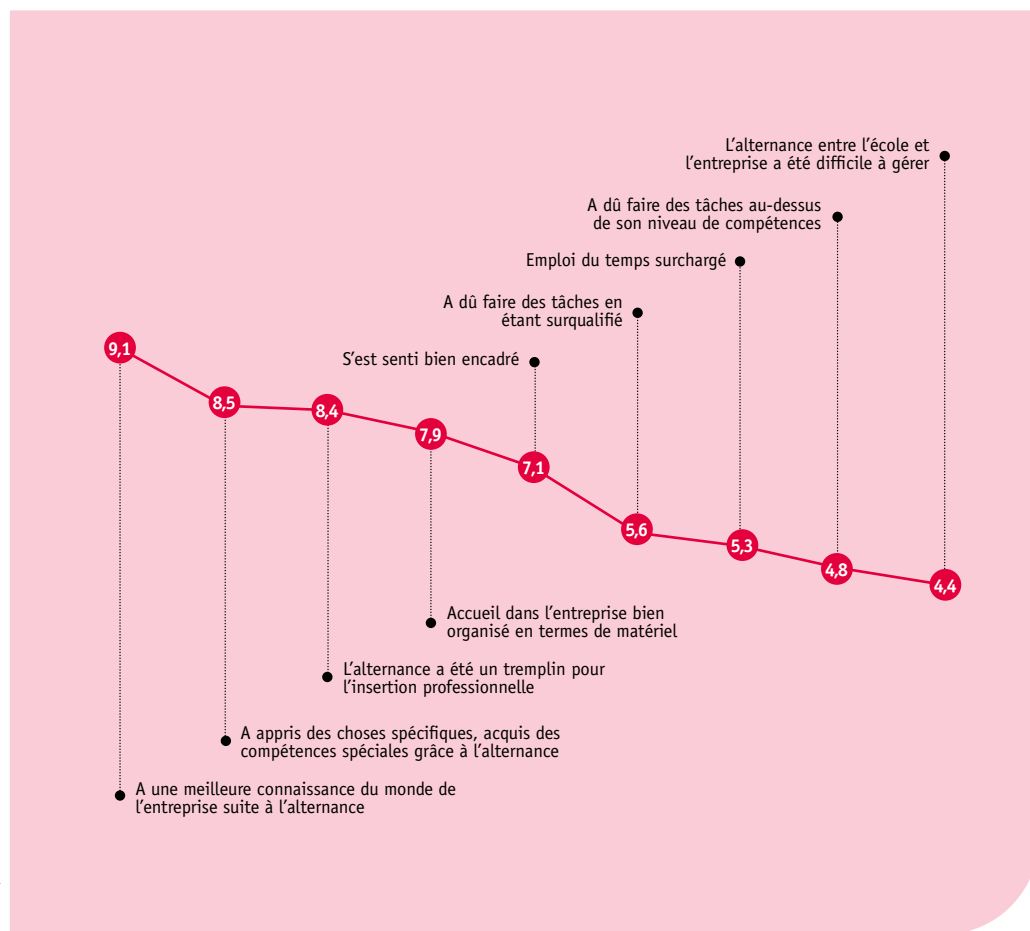 L'alternance entre l'école et
l'entreprise a été difficile à gérer
A dû faire des tâches au-dessus
de son niveau de compétences
Emploi du temps surchargé
A dû faire des tâches en
étant surqualifié
S'est senti bien encadré
9,1
8,5
8,4
7,9
7,1
5,6
5,3
4,8
4,4
Accueil dans l'entreprise bien
organisé en termes de matériel
L'alternance a été un tremplin pour
l'insertion professionnelle
A appris des choses spécifiques, acquis des
compétences spéciales grâce à l'alternance
A une meilleure connaissance du monde de
l'entreprise suite à l'alternance